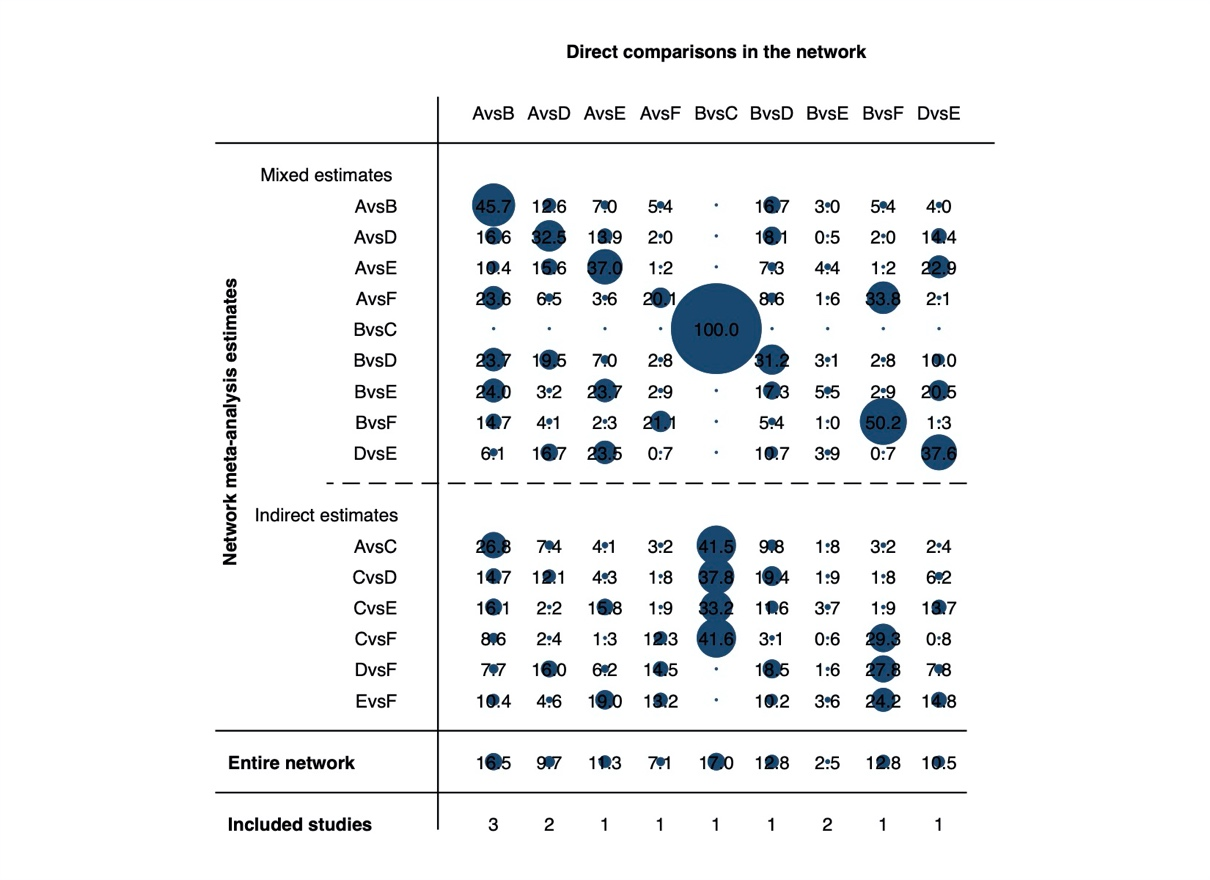 Direct comparisons in the network
AvsB AvsD AvsE AvsF BvsC BvsD BvsE BvsF DvsE
Network meta-analysis estimates
Mixed estimates
AvsB 45.7 12.6 7.0 5.4 16.7 3.0 5.4 4.0
AvsD 16.6 32.5 13.9 2.0 18.1 0.5 2.0 14.4
AvsE 10.4 15.6 37.0 1.2 7.3 4.4 1.2 22.9
AvsF 23.6 6.5 3.6 20.1 8.6 1.6 33.8 2.1
BvsC 100.0
BvsD 23.7 19.5 7.0 2.8 31.2 3.1 2.8 10.0
BvsE 24.0 3.2 23.7 2.9 17.3 5.5 2.9 20.5
BvsF 14.7 4.1 2.3 21.1 5.4 1.0 50.2 1.3
DvsE 6.1 16.7 23.5 0.7 10.7 3.9 0.7 37.6
Indirect estimates
AvsC 26.8 7.4 4.1 3.2 41.5 9.8 1.8 3.2 2.4
CvsD 14.7 12.1 4.3 1.8 37.8 19.4 1.9 1.8 6.2
CvsE 16.1 2.2 15.8 1.9 33.2 11.6 3.7 1.9 13.7
CvsF 8.6 2.4 1.3 12.3 41.6 3.1 0.6 29.3 0.8
DvsF 7.7 16.0 6.2 14.5 18.5 1.6 27.8 7.8
EvsF 10.4 4.6 19.0 13.2 10.2 3.6 24.2 14.8
Entire network 16.5 9.7 11.3 7.1 17.0 12.8 2.5 12.8 10.5
Included studies 3 2 1 1 1 1 2 1 1